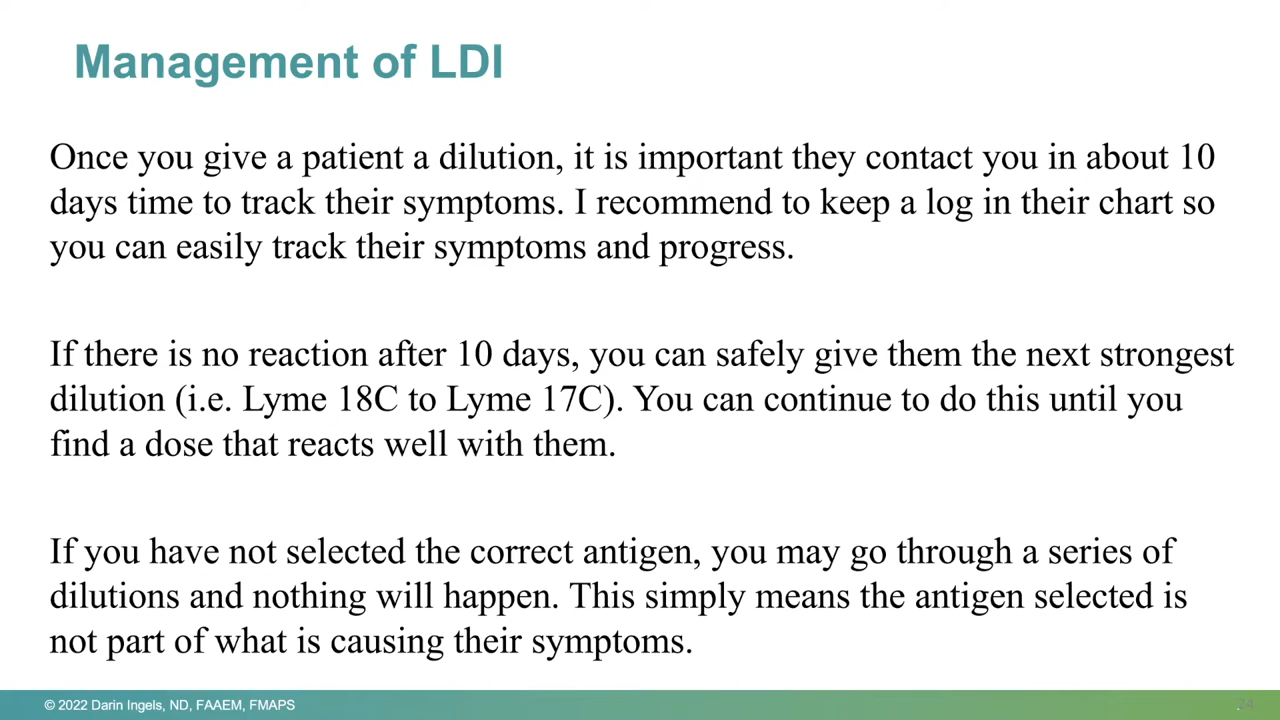 Management of LDI
Once you give a patient a dilution, it is important they contact you in about 10
days time to track their symptoms. I recommend to keep a log in their chart so
you can easily track their symptoms and progress.
If there is no reaction after 10 days, you can safely give them the next strongest
dilution (i.e. Lyme 18C to Lyme 17C). You can continue to do this until you
find a dose that reacts well with them.
If you have not selected the correct antigen, you may go through a series of
dilutions and nothing will happen. This simply means the antigen selected is
not part of what is causing their symptoms.
© 2022 Darin Ingels, ND, FAAEM, FMAPS
24